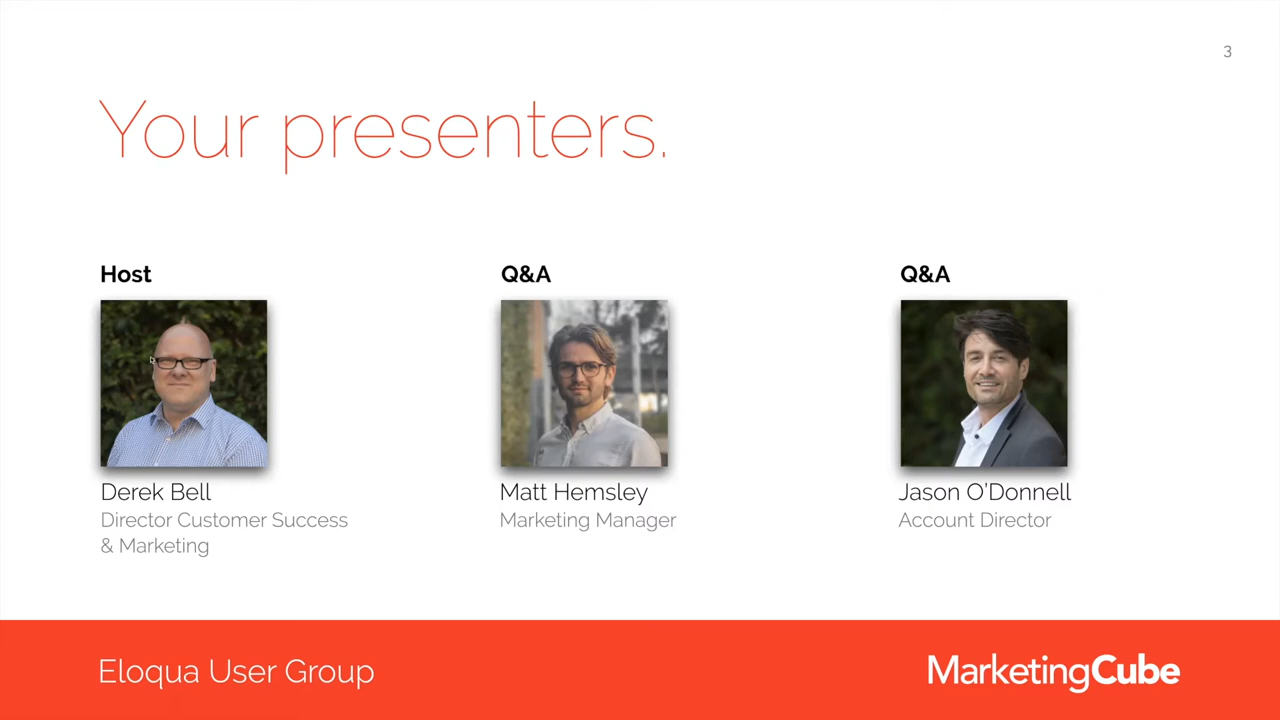 3
Your presenters.
Host
Q&A
Q&A
Derek Bell
Director Customer Success
& Marketing
Matt Hemsley
Marketing Manager
Jason O’Donnell
Account Director
Eloqua User Group
MarketingCube